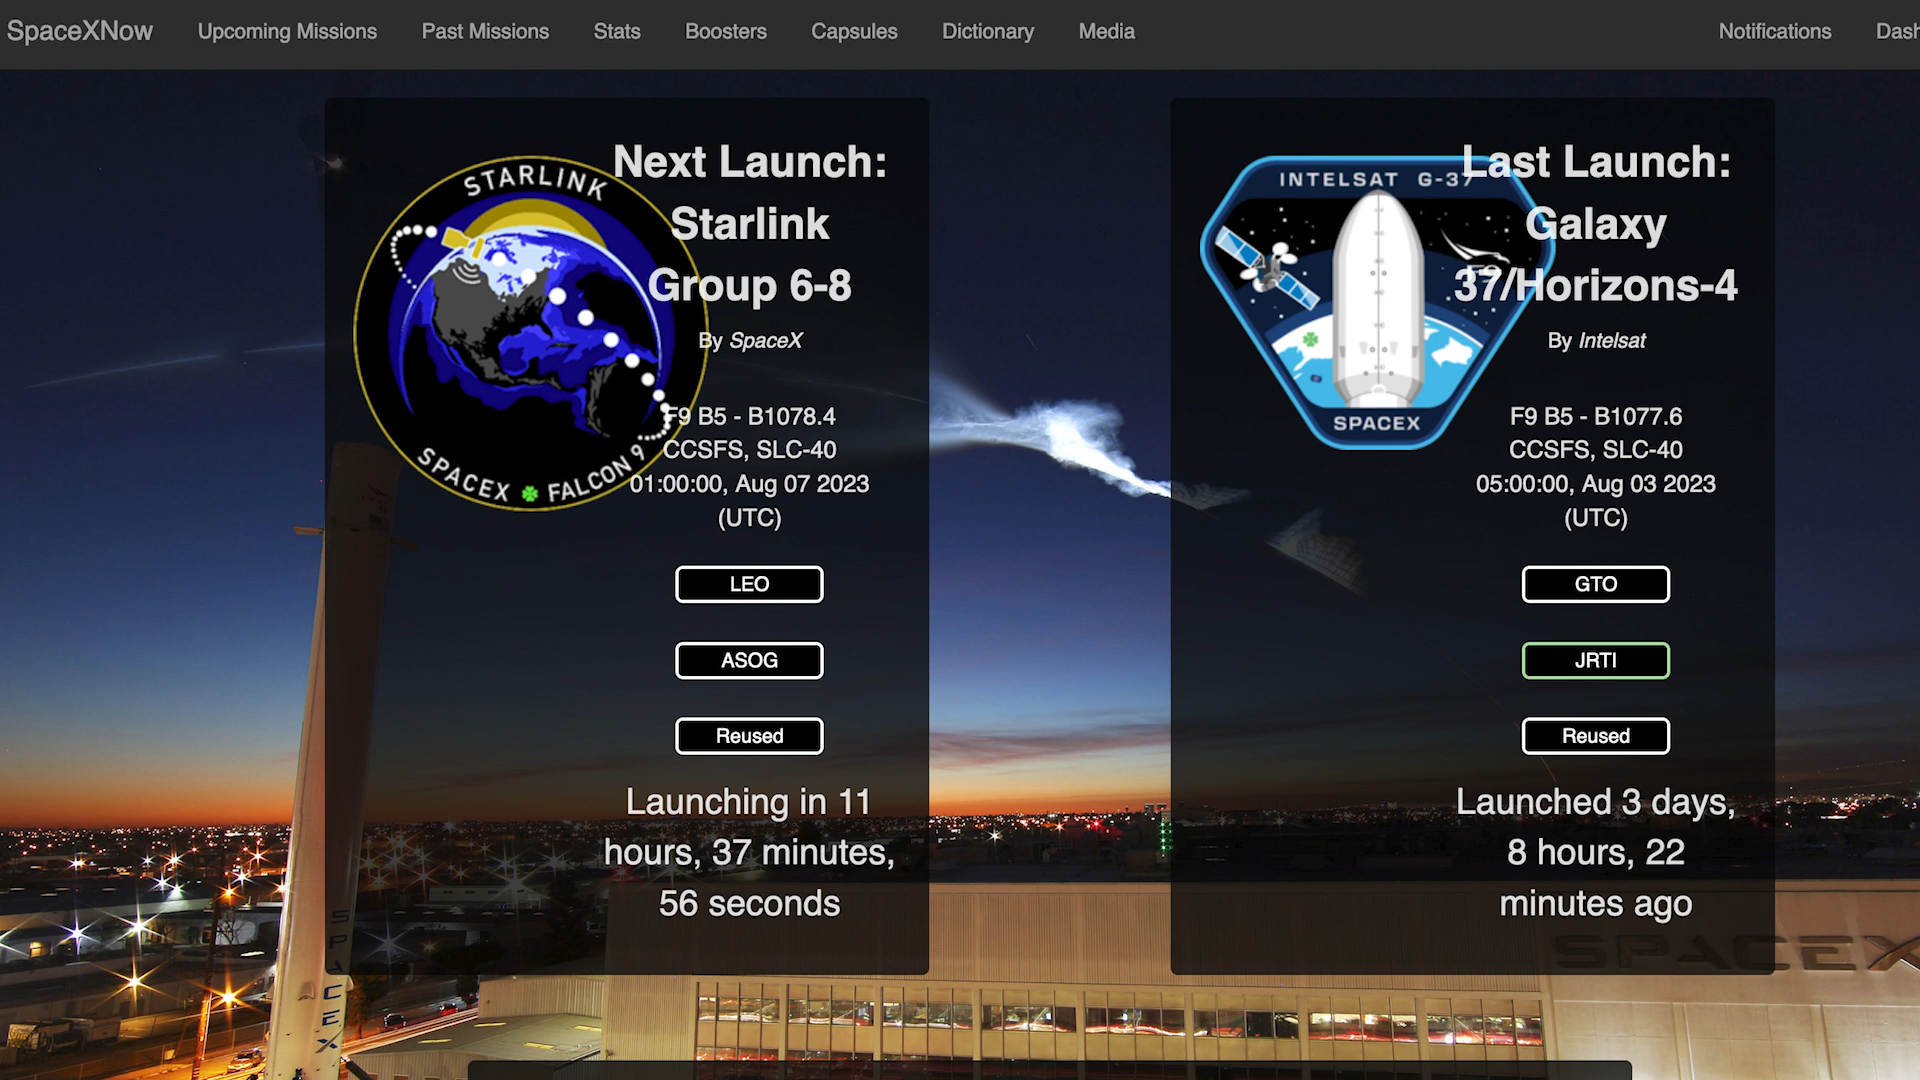 SpaceXNow Upcoming Missions Past Missions Stats Boosters Capsules Dictionary Media Notifications
STARLINK
SPACEX FALCON 9
Next Launch:
Starlink
Group 6-8
By SpaceX
F9 B5 - B1078.4
CCSFS, SLC-40
01:00:00, Aug 07 2023
(UTC)
LEO
ASOG
Reused
Launching in 11
hours, 37 minutes,
56 seconds
INTELSAT G-37
SPACEX
Last Launch:
Galaxy
37/Horizons-4
By Intelsat
F9 B5 - B1077.6
CCSFS, SLC-40
05:00:00, Aug 03 2023
(UTC)
GTO
JRTI
Reused
Launched 3 days,
8 hours, 22
minutes ago
SPACEX
SPACEX